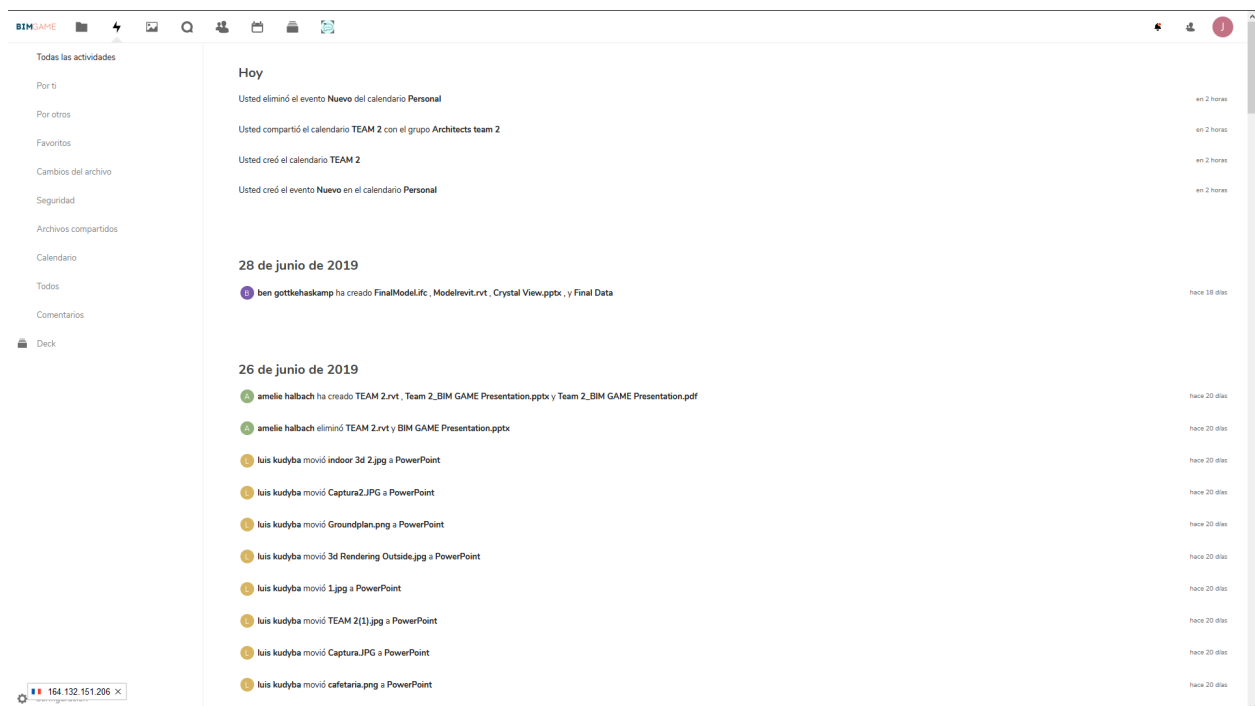 BIMGAME
J
Todas las actividades
Por ti
Por otros
Favoritos
Cambios del archivo
Seguridad
Archivos compartidos
Calendario
Todos
Comentarios
Deck
Hoy
Usted eliminó el evento Nuevo del calendario Personal en 2 horas
Usted compartió el calendario TEAM 2 con el grupo Architects team 2 en 2 horas
Usted creó el calendario TEAM 2 en 2 horas
Usted creó el evento Nuevo en el calendario Personal en 2 horas
28 de junio de 2019
B ben gottkehaskamp ha creado FinalModel.ifc , Modelrevit.rvt , Crystal View.pptx , y Final Data hace 18 días
26 de junio de 2019
A amelie halbach ha creado TEAM 2.rvt , Team 2_BIM GAME Presentation.pptx y Team 2_BIM GAME Presentation.pdf hace 20 días
A amelie halbach eliminó TEAM 2.rvt y BIM GAME Presentation.pptx hace 20 días
L luis kudyba movió indoor 3d 2.jpg a PowerPoint hace 20 días
L luis kudyba movió Captura2.JPG a PowerPoint hace 20 días
L luis kudyba movió Groundplan.png a PowerPoint hace 20 días
L luis kudyba movió 3d Rendering Outside.jpg a PowerPoint hace 20 días
L luis kudyba movió 1.jpg a PowerPoint hace 20 días
L luis kudyba movió TEAM 2(1).jpg a PowerPoint hace 20 días
L luis kudyba movió Captura.JPG a PowerPoint hace 20 días
L luis kudyba movió cafetaria.png a PowerPoint hace 20 días
164.132.151.206